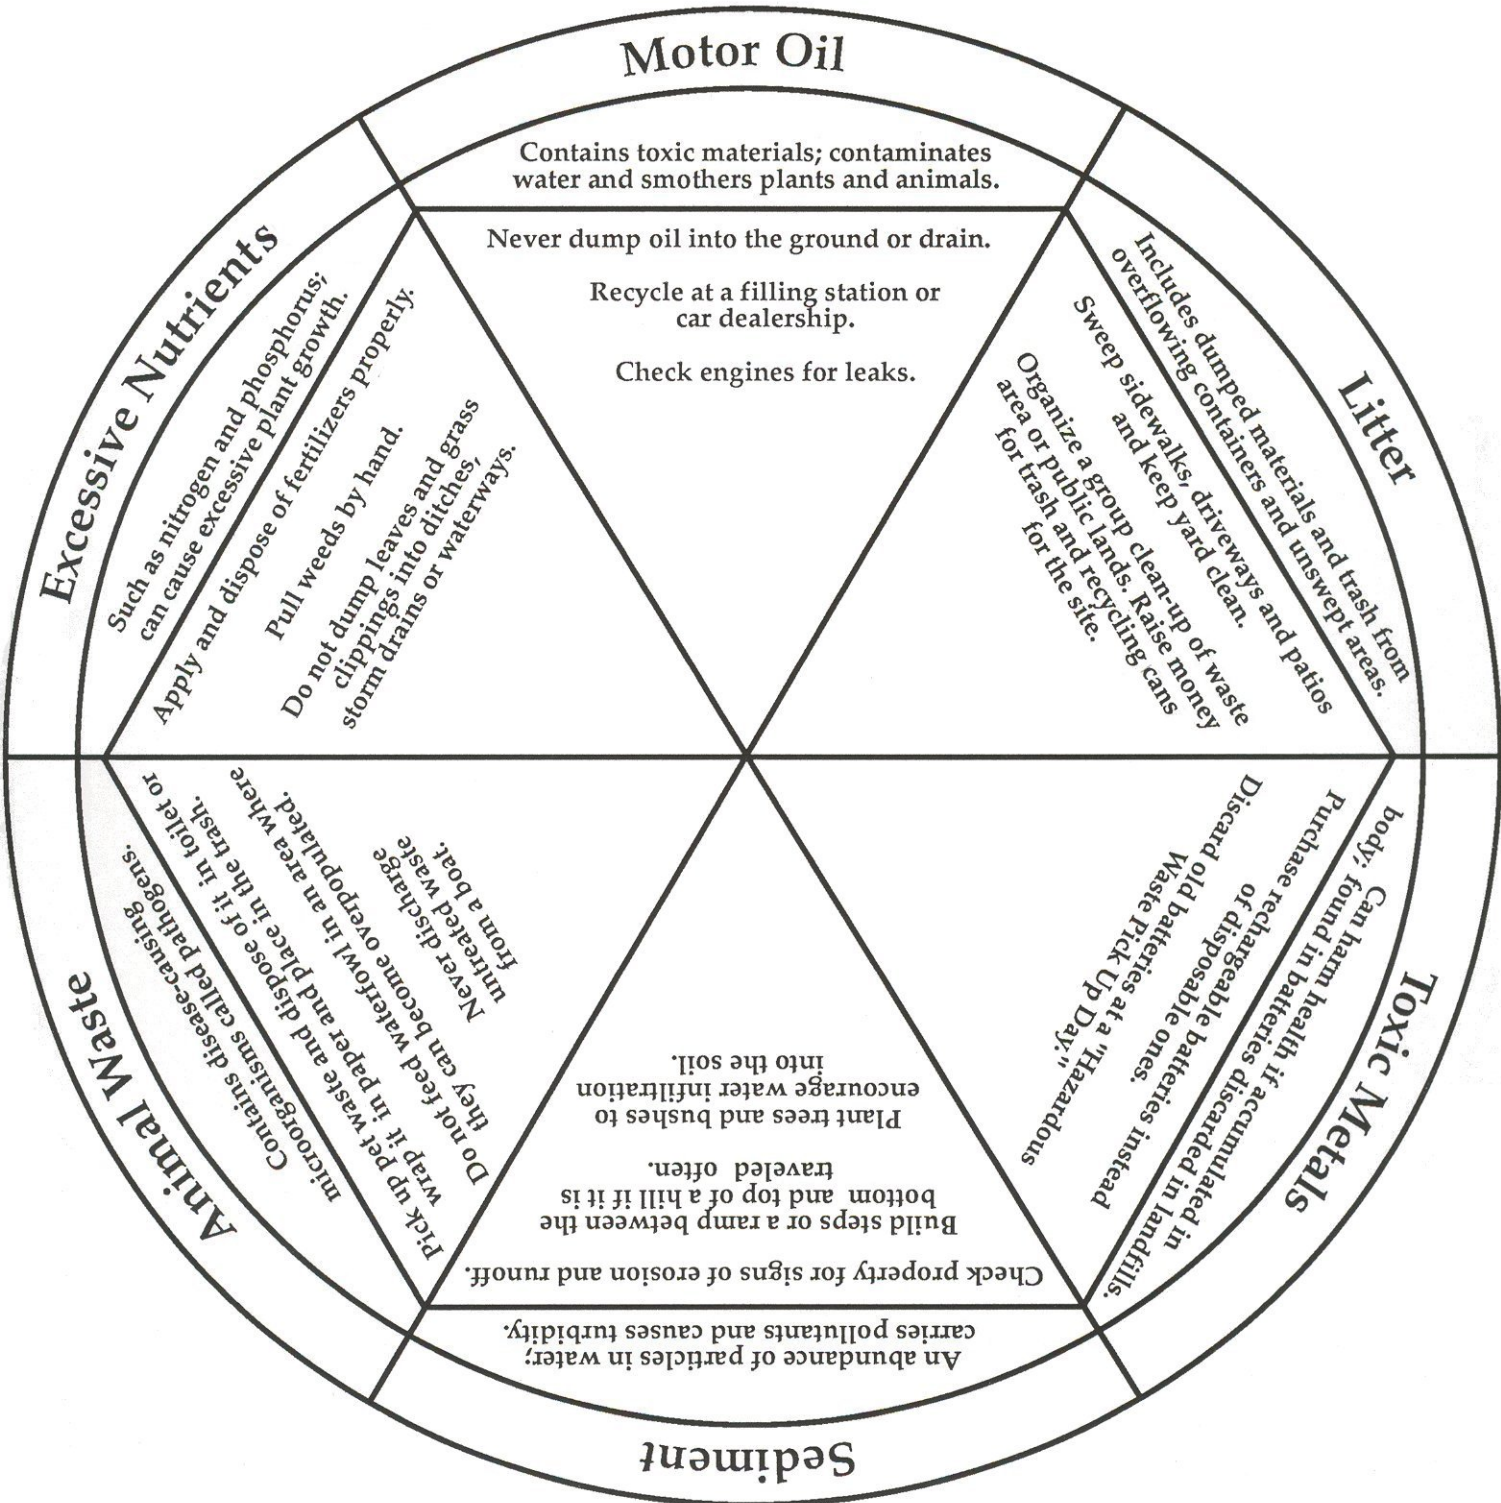 Motor Oil
Contains toxic materials; contaminates
water and smothers plants and animals.
Never dump oil into the ground or drain.
Recycle at a filling station or
car dealership.
Check engines for leaks.
Litter
Includes dumped materials and trash from
overflowing containers and unswept areas.
Sweep sidewalks, driveways and patios
and keep yard clean.
Organize a group clean-up of waste
area or public lands. Raise money
for trash and recycling cans
for the site.
Toxic Metals
Can harm health if accumulated in
body; found in batteries discarded in landfills.
Purchase rechargeable batteries instead
of disposable ones.
Discard old batteries at a "Hazardous
Waste Pick Up Day."
Sediment
An abundance of particles in water;
carries pollutants and causes turbidity.
Check property for signs of erosion and runoff.
Build steps or a ramp between the
bottom and top of a hill if it is
traveled often.
Plant trees and bushes to
encourage water infiltration
into the soil.
Animal Waste
Contains disease-causing
microorganisms called pathogens.
Pick up pet waste and dispose of it in toilet or
wrap it in paper and place in the trash.
Do not feed waterfowl in an area where
they can become overpopulated.
Never discharge
untreated waste
from a boat.
Excessive Nutrients
Such as nitrogen and phosphorus;
can cause excessive plant growth.
Apply and dispose of fertilizers properly.
Pull weeds by hand.
Do not dump leaves and grass
clippings into ditches,
storm drains or waterways.